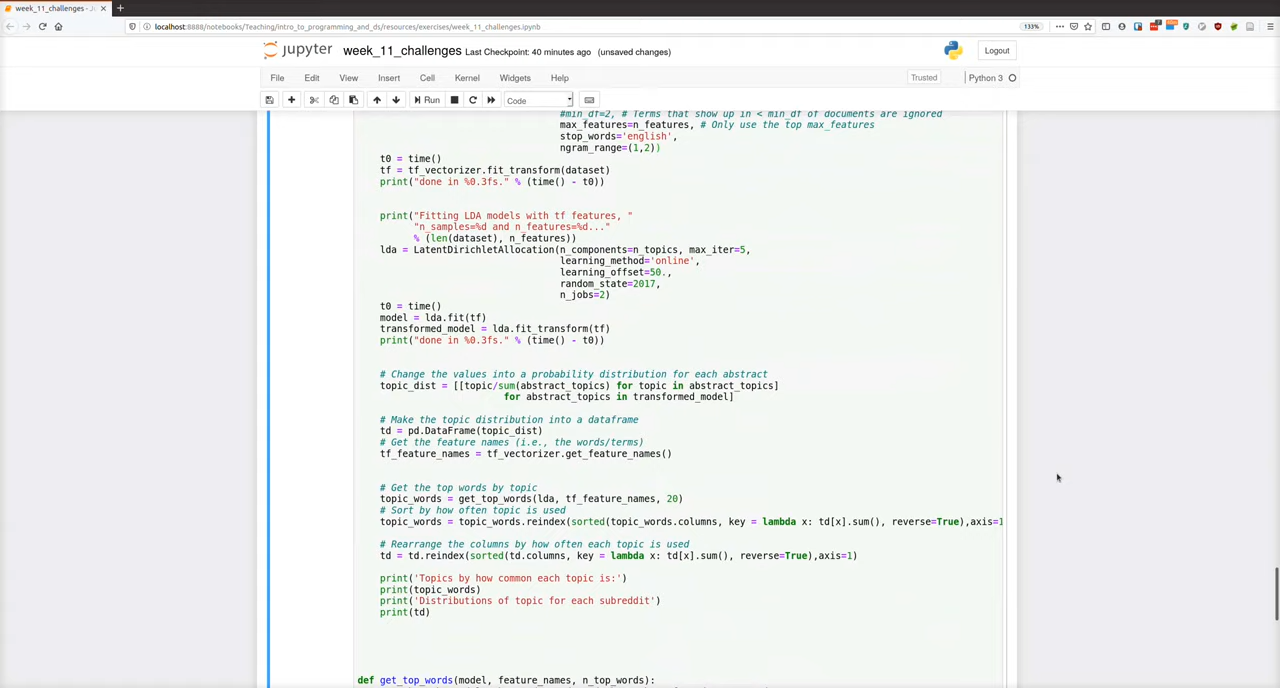 week_11_challenges - Ju
localhost:8888/notebooks/Teaching/intro_to_programming_and_ds/resources/exercises/week_11_challenges.ipynb
133%
jupyter week_11_challenges Last Checkpoint: 40 minutes ago (unsaved changes)
Logout
File Edit View Insert Cell Kernel Widgets Help
Trusted
Python 3
Run
Code
#min_df=2, # Terms that show up in < min_df of documents are ignored
max_features=n_features, # Only use the top max_features
stop_words='english',
ngram_range=(1,2))
t0 = time()
tf = tf_vectorizer.fit_transform(dataset)
print("done in %0.3fs." % (time() - t0))
print("Fitting LDA models with tf features, "
"n_samples=%d and n_features=%d..."
% (len(dataset), n_features))
lda = LatentDirichletAllocation(n_components=n_topics, max_iter=5,
learning_method='online',
learning_offset=50.,
random_state=2017,
n_jobs=2)
t0 = time()
model = lda.fit(tf)
transformed_model = lda.fit_transform(tf)
print("done in %0.3fs." % (time() - t0))
# Change the values into a probability distribution for each abstract
topic_dist = [[topic/sum(abstract_topics) for topic in abstract_topics]
for abstract_topics in transformed_model]
# Make the topic distribution into a dataframe
td = pd.DataFrame(topic_dist)
# Get the feature names (i.e., the words/terms)
tf_feature_names = tf_vectorizer.get_feature_names()
# Get the top words by topic
topic_words = get_top_words(lda, tf_feature_names, 20)
# Sort by how often topic is used
topic_words = topic_words.reindex(sorted(topic_words.columns, key = lambda x: td[x].sum(), reverse=True),axis=1
# Rearrange the columns by how often each topic is used
td = td.reindex(sorted(td.columns, key = lambda x: td[x].sum(), reverse=True),axis=1)
print('Topics by how common each topic is:')
print(topic_words)
print('Distributions of topic for each subreddit')
print(td)
def get_top_words(model, feature_names, n_top_words):